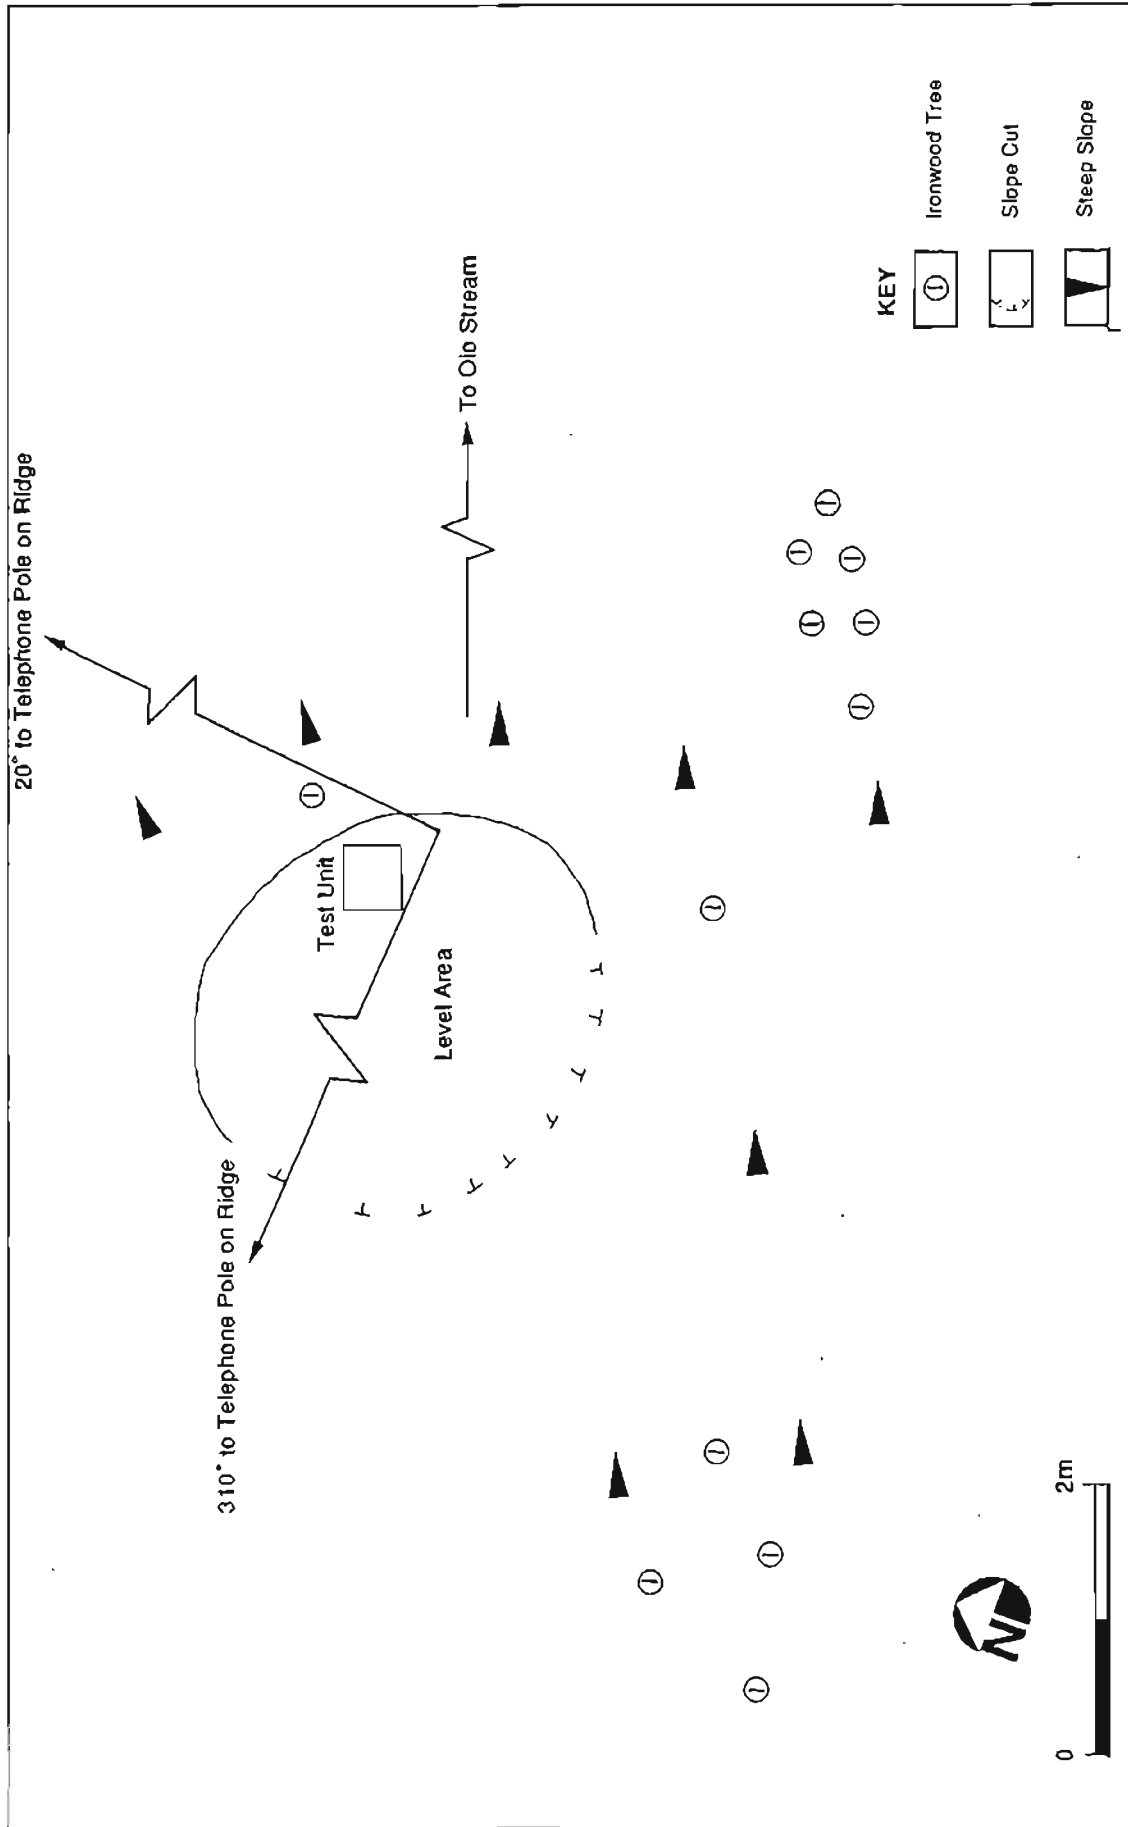 20° to Telephone Pole on Ridge
310° to Telephone Pole on Ridge
Test Unit
Level Area
To Olo Stream
KEY
Ironwood Tree
Slope Cut
Steep Slope
N
0 2m